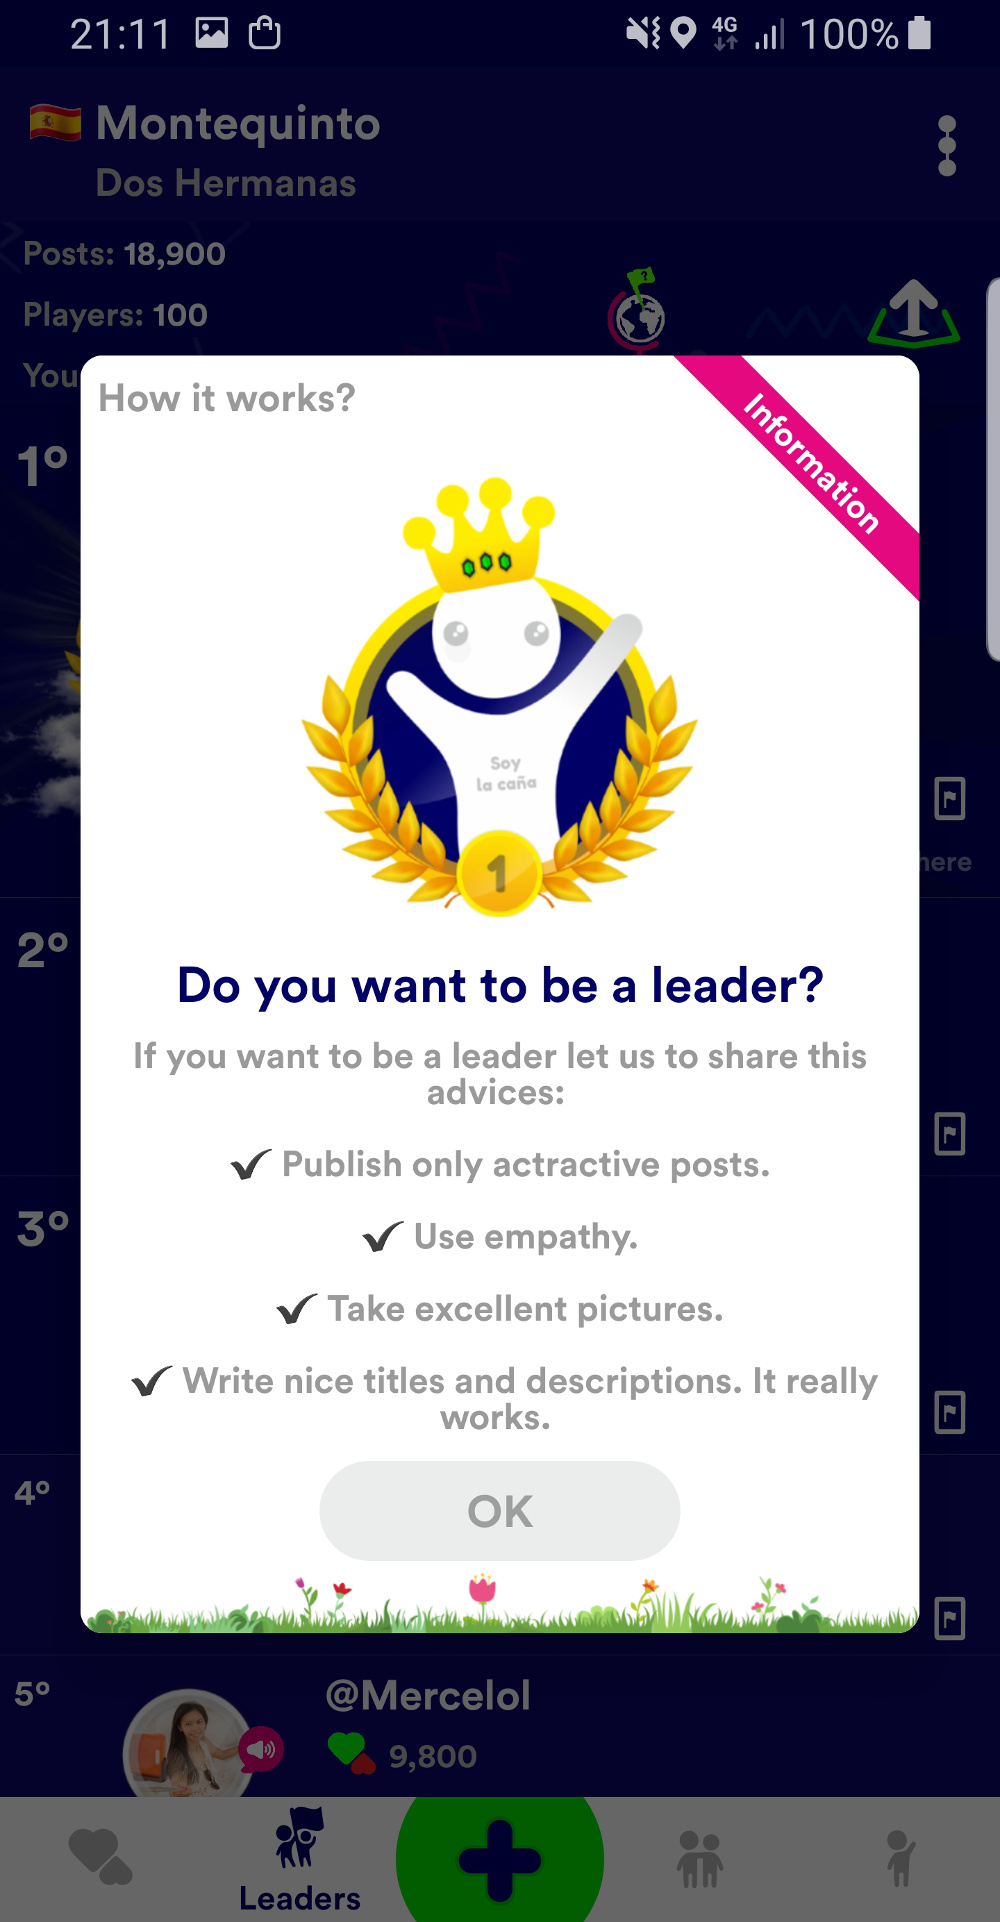 21:11 4G 100%
Montequinto
Dos Hermanas
Posts: 18,900
Players: 100
You
How it works?
Information
1º
Soy
la caña
1
here
2º
Do you want to be a leader?
If you want to be a leader let us to share this
advices:
✓ Publish only actractive posts.
3º
✓ Use empathy.
✓ Take excellent pictures.
✓ Write nice titles and descriptions. It really
works.
4º
OK
5º
@Mercelol
9,800
Leaders